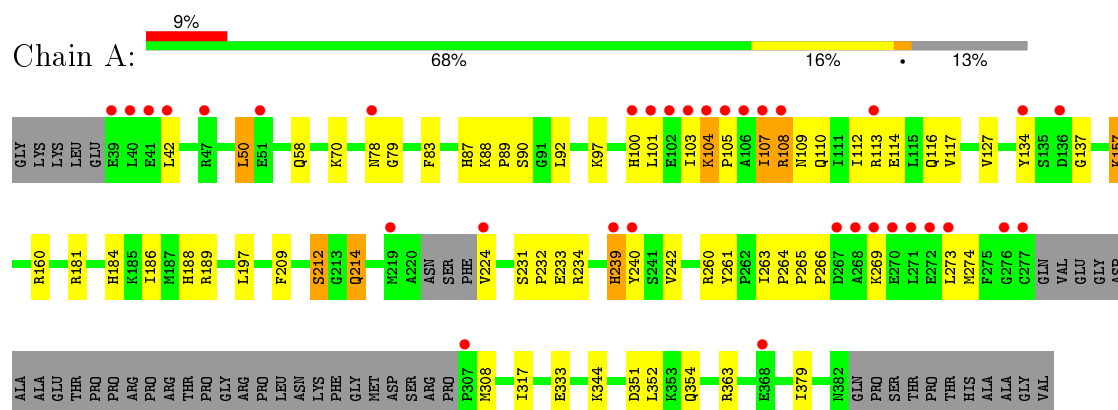 9%
Chain A:
68% 16% • 13%
GLY LYS LYS LEU GLU E39 L40 E41 L42 R47 L50 E51 Q58 K70 N78 G79 F83 H87 K88 P89 S90 G91 L92 K97 H100 L101 E102 I103 K104 P105 A106 I107 R108 N109 Q110 I111 I112 R113 E114 L115 Q116 V117 V127 Y134 S135 D136 G137 K157
R160 R181 H184 K185 I186 M187 H188 R189 L197 F209 S212 G213 Q214 M219 A220 ASN SER PHE V224 S231 P232 E233 R234 H239 Y240 S241 V242 R260 Y261 P262 I263 P264 P265 P266 D267 A268 K269 E270 L271 E272 L273 M274 F275 G276 C277 GLN VAL GLU GLY ASP
ALA ALA GLU THR PRO PRO ARG PRO ARG THR PRO GLY ARG PRO LEU ASN LYS PHE GLY MET ASP SER ARG PRO P307 M308 I317 E333 K344 D351 L352 K353 Q354 R363 E368 I379 N382 GLN PRO SER THR PRO THR HIS ALA ALA GLY VAL